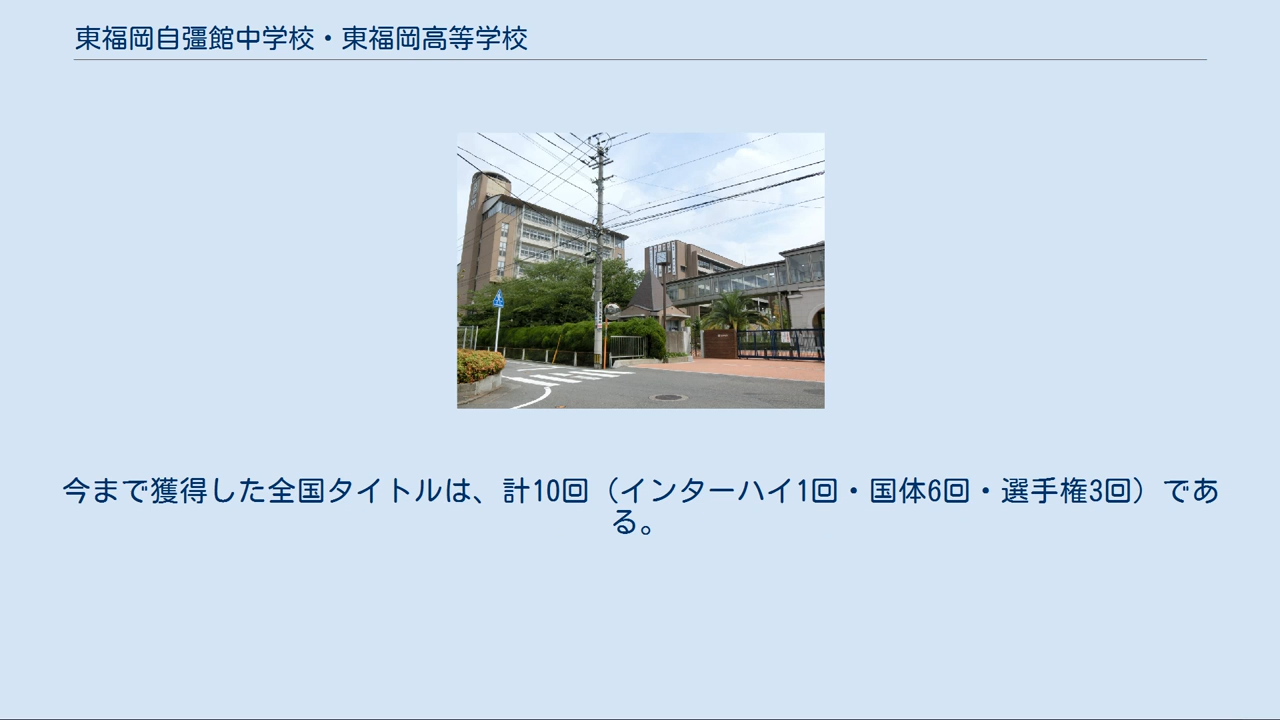 東福岡自彊館中学校・東福岡高等学校
今まで獲得した全国タイトルは、計10回（インターハイ1回・国体6回・選手権3回）であ
る。